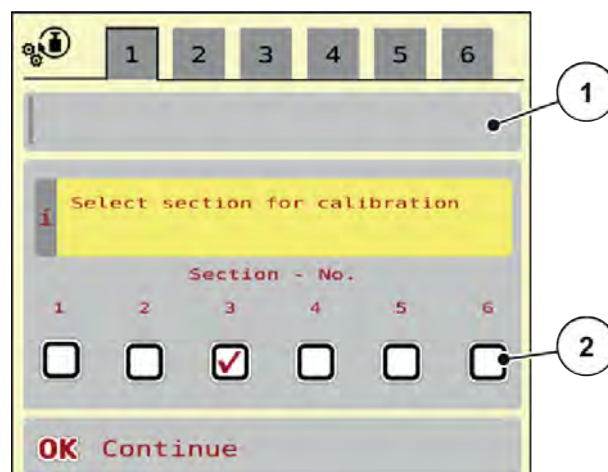 1 2 3 4 5 6
1
i Select section for calibration
Section - No.
1 2 3 4 5 6
2
OK Continue